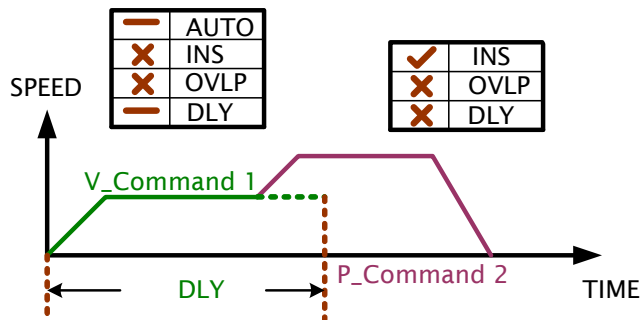 AUTO
INS
OVLP
DLY
INS
OVLP
DLY
SPEED
V_Command 1
P_Command 2
DLY
TIME